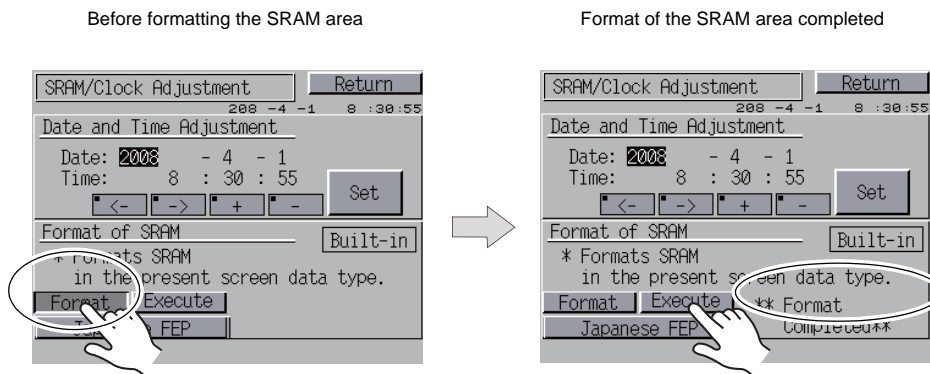 Before formatting the SRAM area
SRAM/Clock Adjustment
Return
208 -4 -1 8 :30:55
Date and Time Adjustment
Date: 2008 - 4 - 1
Time: 8 : 30 : 55
<- -> + -
Set
Format of SRAM
Built-in
* Formats SRAM
in the present screen data type.
Format Execute
FEP
Format of the SRAM area completed
SRAM/Clock Adjustment
Return
208 -4 -1 8 :30:55
Date and Time Adjustment
Date: 2008 - 4 - 1
Time: 8 : 30 : 55
<- -> + -
Set
Format of SRAM
Built-in
* Formats SRAM
in the present screen data type.
Format Execute ** Format
Japanese FEP Completed**